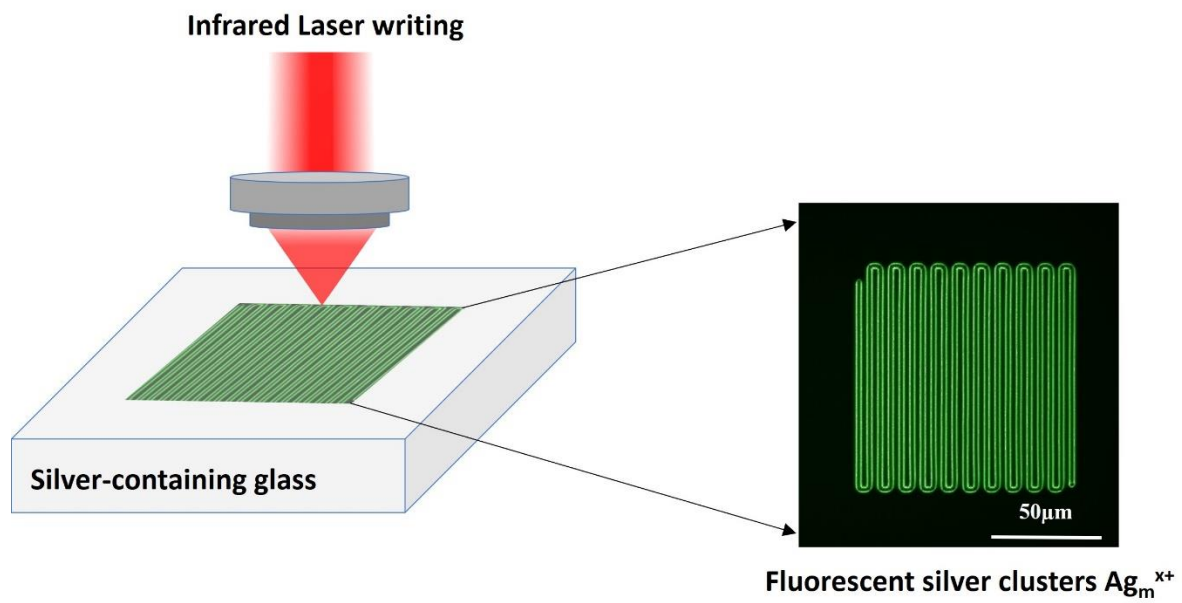 Infrared Laser writing
Silver-containing glass
50μm
Fluorescent silver clusters Agₘˣ⁺